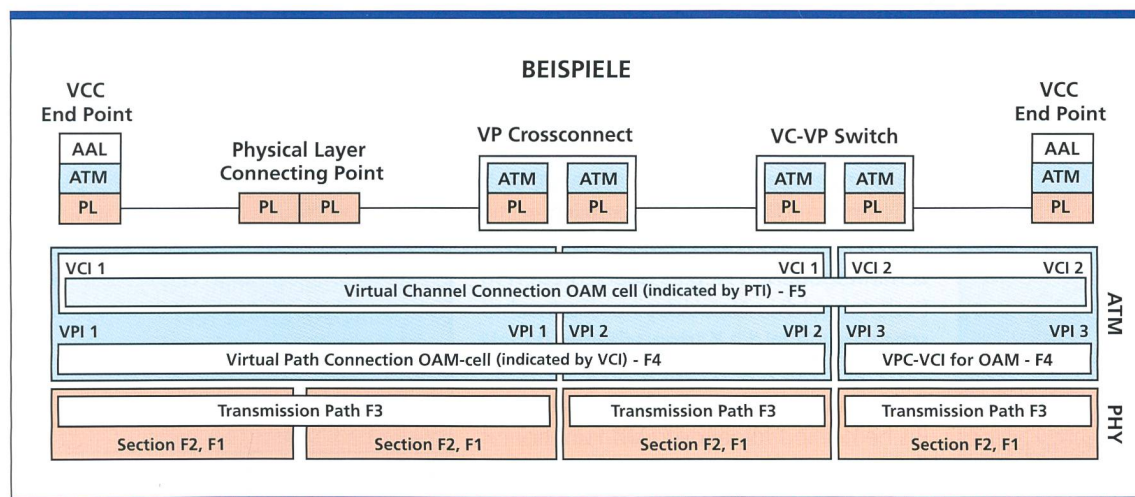 BEISPIELE
VCC
End Point
AAL
ATM
PL
Physical Layer
Connecting Point
PL PL
VP Crossconnect
ATM ATM
PL PL
VC-VP Switch
ATM ATM
PL PL
VCC
End Point
AAL
ATM
PL
VCI 1 VCI 1 VCI 2 VCI 2
Virtual Channel Connection OAM cell (indicated by PTI) - F5
VPI 1 VPI 1 VPI 2 VPI 2 VPI 3 VPI 3
Virtual Path Connection OAM-cell (indicated by VCI) - F4 VPC-VCI for OAM - F4
ATM
Transmission Path F3 Transmission Path F3 Transmission Path F3
Section F2, F1 Section F2, F1 Section F2, F1 Section F2, F1
PHY